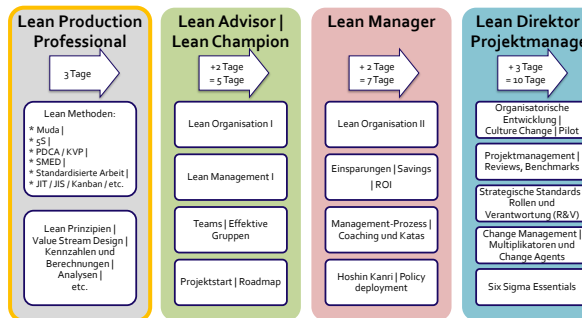 Lean Production
Professional
3 Tage
Lean Methoden:
* Muda |
* 5S |
* PDCA / KVP |
* SMED |
* Standardisierte Arbeit |
* JIT / JIS / Kanban / etc.
Lean Prinzipien |
Value Stream Design |
Kennzahlen und
Berechnungen |
Analysen |
etc.
Lean Advisor |
Lean Champion
+2 Tage
= 5 Tage
Lean Organisation I
Lean Management I
Teams | Effektive
Gruppen
Projektstart | Roadmap
Lean Manager
+ 2 Tage
= 7 Tage
Lean Organisation II
Einsparungen | Savings
| ROI
Management-Prozess |
Coaching und Katas
Hoshin Kanri | Policy
deployment
Lean Direktor
Projektmanage
+ 3 Tage
= 10 Tage
Organisatorische
Entwicklung |
Culture Change | Pilot
Projektmanagement |
Reviews, Benchmarks
Strategische Standards
Rollen und
Verantwortung (R&V)
Change Management |
Multiplikatoren und
Change Agents
Six Sigma Essentials